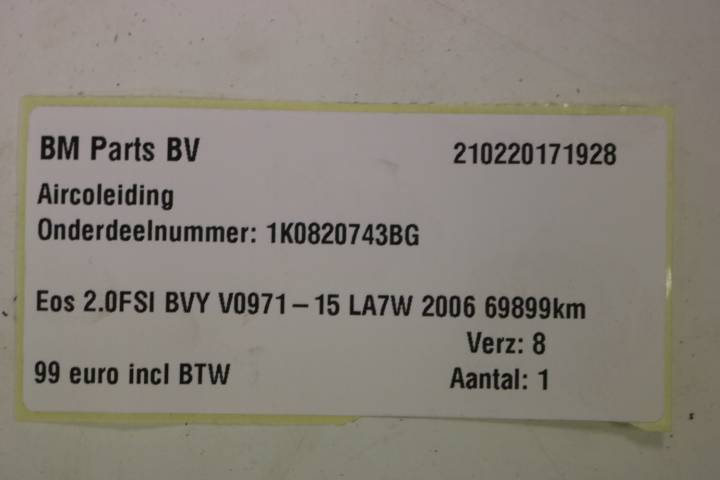 BM Parts BV 210220171928
Aircoleiding
Onderdeelnummer: 1K0820743BG
Eos 2.0FSI BVY V0971-15 LA7W 2006 69899km
Verz: 8
99 euro incl BTW Aantal: 1